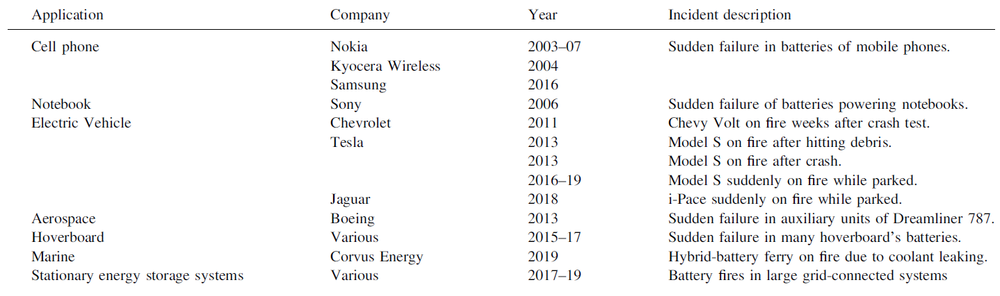 Application Company Year Incident description
Cell phone Nokia 2003–07 Sudden failure in batteries of mobile phones.
Kyocera Wireless 2004
Samsung 2016
Notebook Sony 2006 Sudden failure of batteries powering notebooks.
Electric Vehicle Chevrolet 2011 Chevy Volt on fire weeks after crash test.
Tesla 2013 Model S on fire after hitting debris.
2013 Model S on fire after crash.
2016–19 Model S suddenly on fire while parked.
Jaguar 2018 i-Pace suddenly on fire while parked.
Aerospace Boeing 2013 Sudden failure in auxiliary units of Dreamliner 787.
Hoverboard Various 2015–17 Sudden failure in many hoverboard's batteries.
Marine Corvus Energy 2019 Hybrid-battery ferry on fire due to coolant leaking.
Stationary energy storage systems Various 2017–19 Battery fires in large grid-connected systems